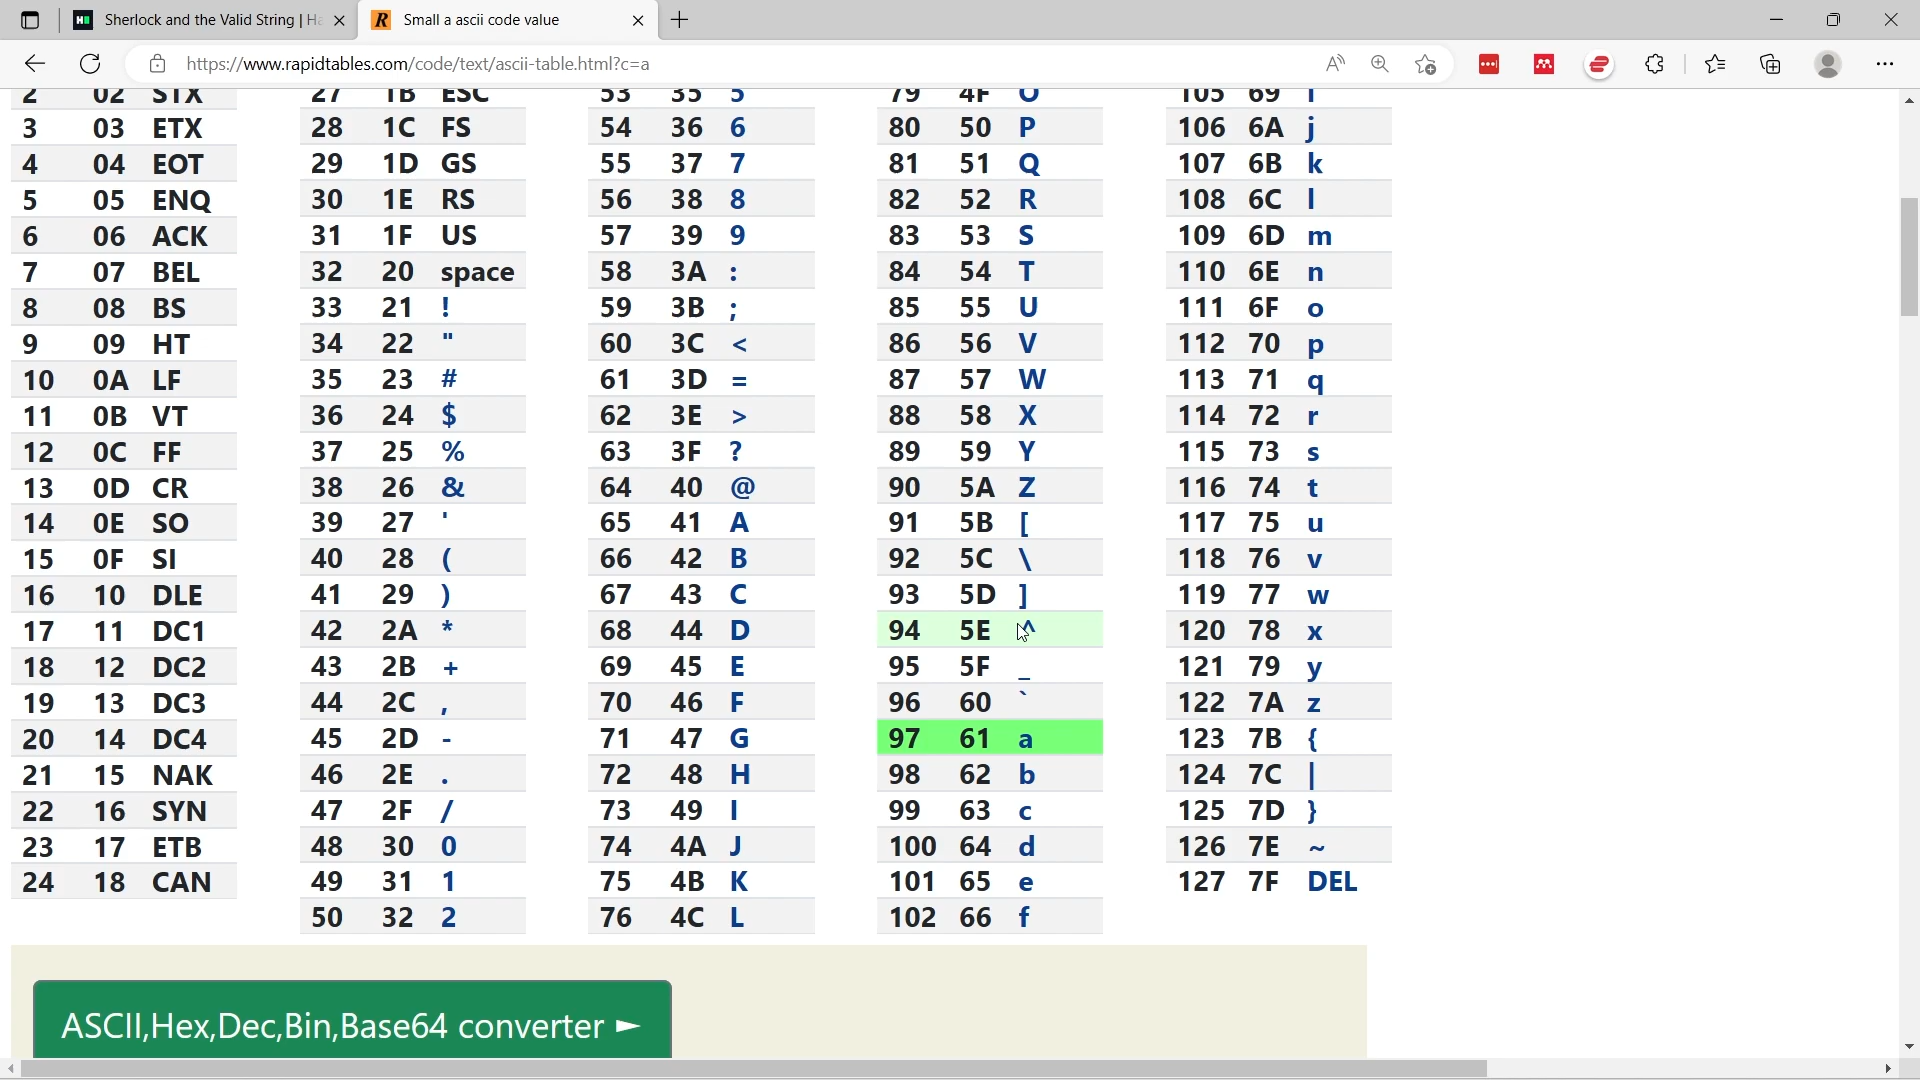 Sherlock and the Valid String | Ha
Small a ascii code value
https://www.rapidtables.com/code/text/ascii-table.html?c=a
2 02 STX 27 1B ESC 53 35 5 79 4F O 105 69 i
3 03 ETX 28 1C FS 54 36 6 80 50 P 106 6A j
4 04 EOT 29 1D GS 55 37 7 81 51 Q 107 6B k
5 05 ENQ 30 1E RS 56 38 8 82 52 R 108 6C l
6 06 ACK 31 1F US 57 39 9 83 53 S 109 6D m
7 07 BEL 32 20 space 58 3A : 84 54 T 110 6E n
8 08 BS 33 21 ! 59 3B ; 85 55 U 111 6F o
9 09 HT 34 22 " 60 3C < 86 56 V 112 70 p
10 0A LF 35 23 # 61 3D = 87 57 W 113 71 q
11 0B VT 36 24 $ 62 3E > 88 58 X 114 72 r
12 0C FF 37 25 % 63 3F ? 89 59 Y 115 73 s
13 0D CR 38 26 & 64 40 @ 90 5A Z 116 74 t
14 0E SO 39 27 ' 65 41 A 91 5B [ 117 75 u
15 0F SI 40 28 ( 66 42 B 92 5C \ 118 76 v
16 10 DLE 41 29 ) 67 43 C 93 5D ] 119 77 w
17 11 DC1 42 2A * 68 44 D 94 5E ^ 120 78 x
18 12 DC2 43 2B + 69 45 E 95 5F _ 121 79 y
19 13 DC3 44 2C , 70 46 F 96 60 ` 122 7A z
20 14 DC4 45 2D - 71 47 G 97 61 a 123 7B {
21 15 NAK 46 2E . 72 48 H 98 62 b 124 7C |
22 16 SYN 47 2F / 73 49 I 99 63 c 125 7D }
23 17 ETB 48 30 0 74 4A J 100 64 d 126 7E ~
24 18 CAN 49 31 1 75 4B K 101 65 e 127 7F DEL
50 32 2 76 4C L 102 66 f
ASCII,Hex,Dec,Bin,Base64 converter ►